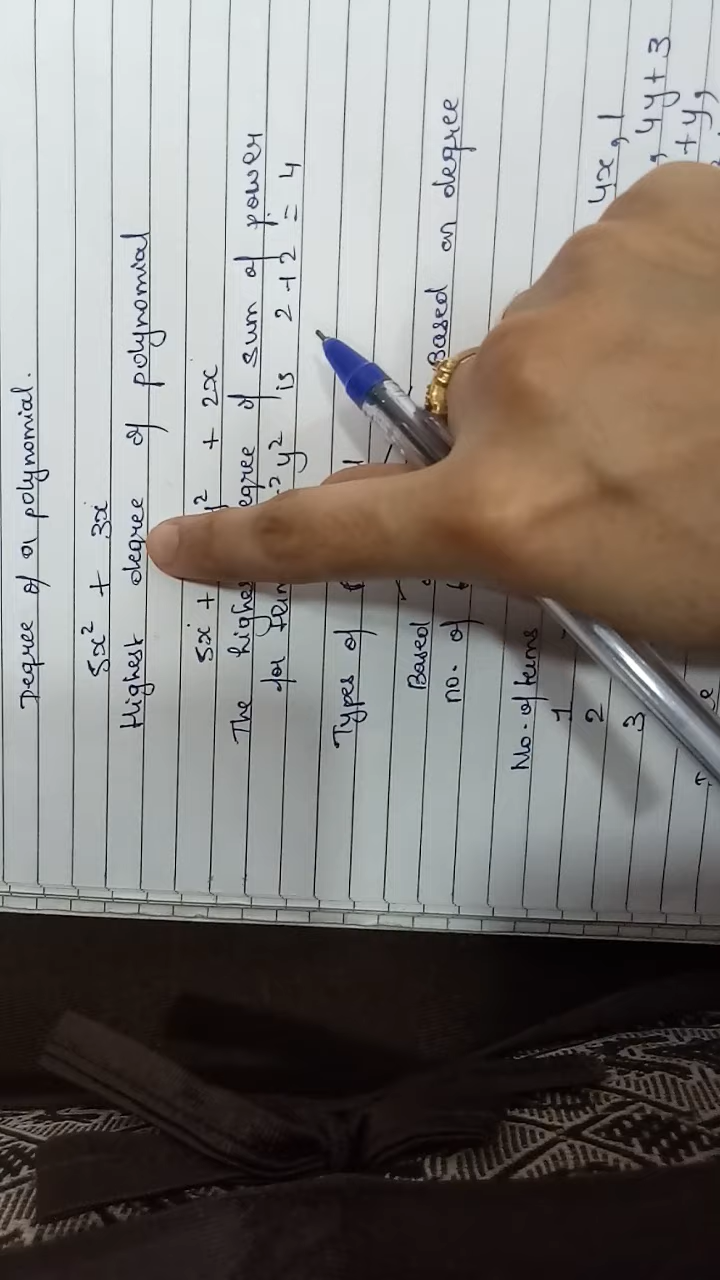 Degree of a polynomial.
5x² + 3x
Highest degree of polynomial
5x + y² + 2x
The highest degree of sum of power
for y² is 2+2 = 4
Types of
Based Based on degree
no. of
No. of terms
1 4x, 1
2 , 4y + 3
3 + y,